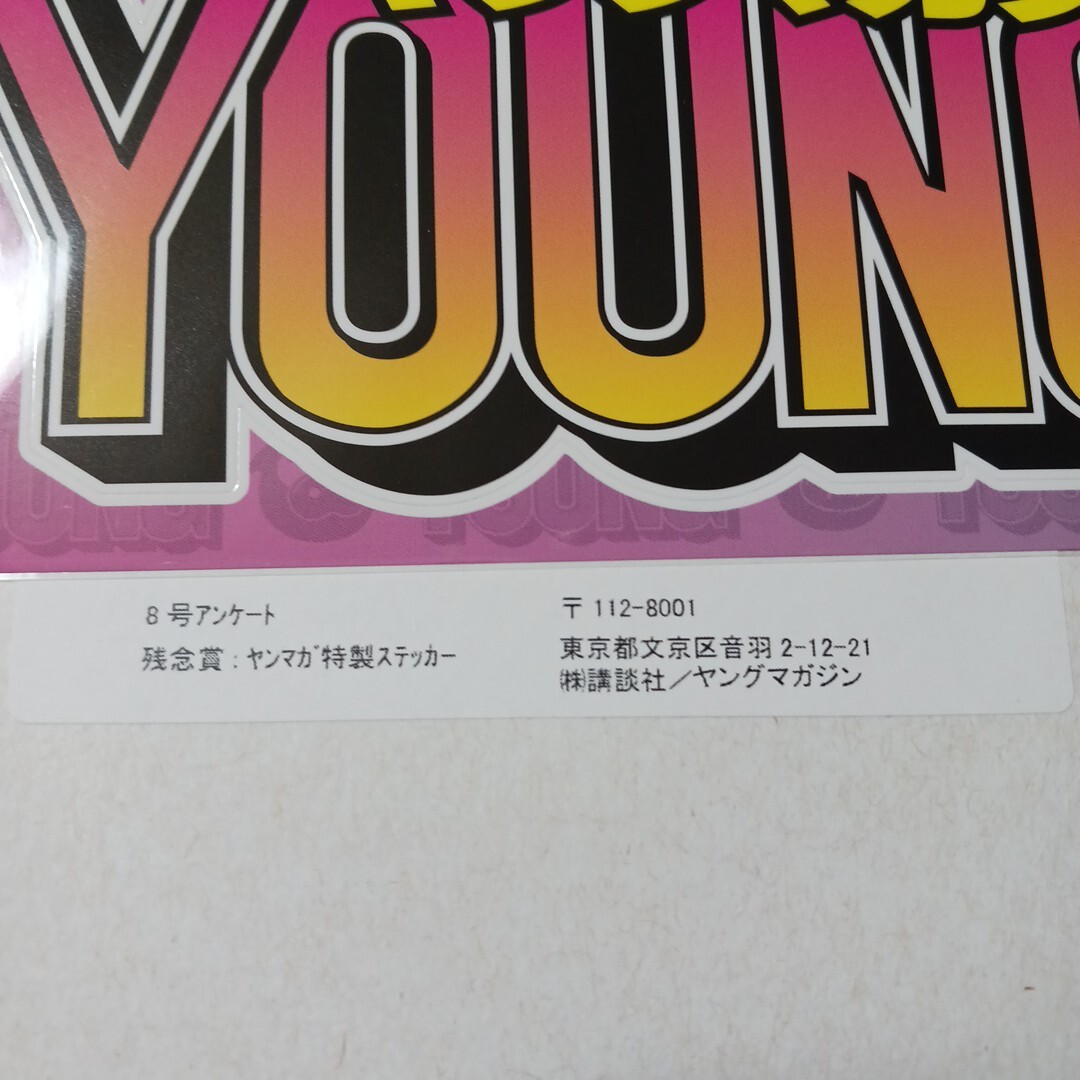 YOUNG
YOUNG
YOUNG
8 号アンケート
残念賞：ヤンマガ特製ステッカー
〒 112-8001
東京都文京区音羽 2-12-21
㈱講談社／ヤングマガジン